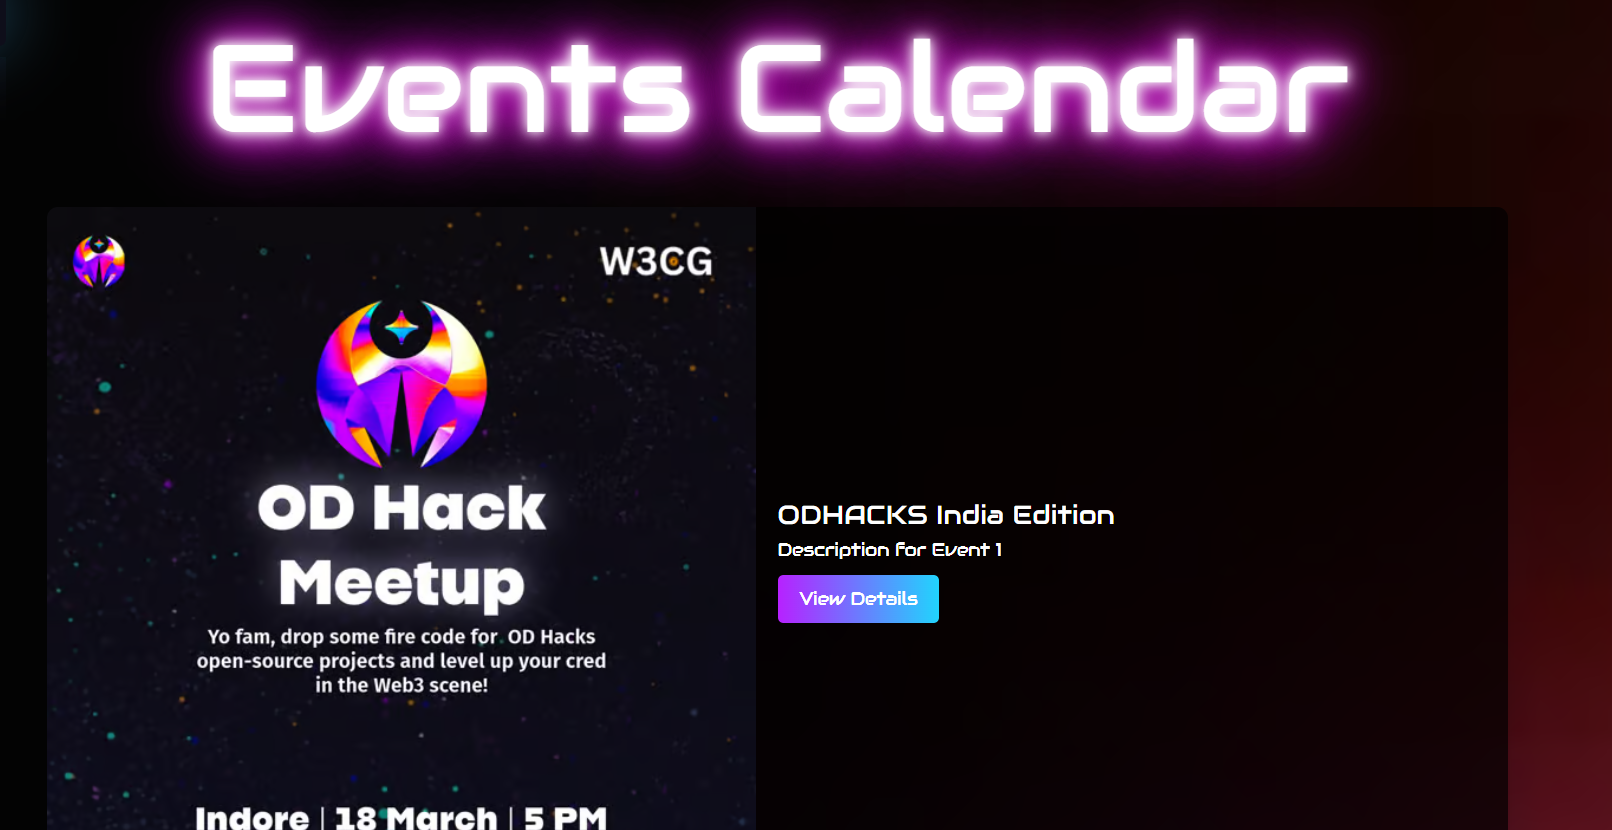 Events Calendar
W3CG
OD Hack
Meetup
Yo fam, drop some fire code for OD Hacks
open-source projects and level up your cred
in the Web3 scene!
Indore | 18 March | 5 PM
ODHACKS India Edition
Description for Event 1
View Details